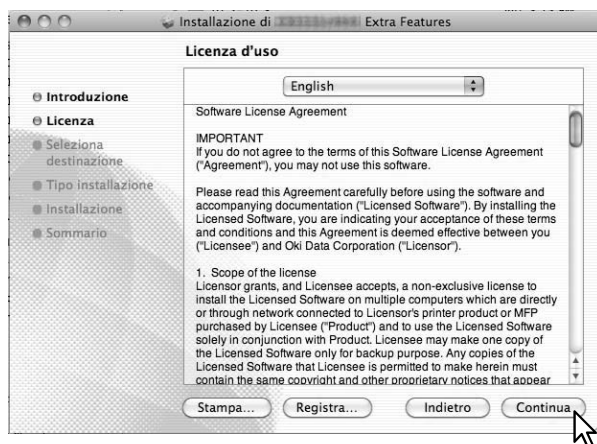 Installazione di Extra Features
Licenza d'uso
English
Introduzione
Licenza
Seleziona
destinazione
Tipo installazione
Installazione
Sommario
Software License Agreement
IMPORTANT
If you do not agree to the terms of this Software License Agreement
("Agreement"), you may not use this software.
Please read this Agreement carefully before using the software and
accompanying documentation ("Licensed Software"). By installing the
Licensed Software, you are indicating your acceptance of these terms
and conditions and this Agreement is deemed effective between you
("Licensee") and Oki Data Corporation ("Licensor").
1. Scope of the license
Licensor grants, and Licensee accepts, a non-exclusive license to
install the Licensed Software on multiple computers which are directly
or through network connected to Licensor's printer product or MFP
purchased by Licensee ("Product") and to use the Licensed Software
solely in conjunction with Product. Licensee may make one copy of
the Licensed Software only for backup purpose. Any copies of the
Licensed Software that Licensee is permitted to make herein must
contain the same copyright and other proprietary notices that appear
Stampa... Registra... Indietro Continua